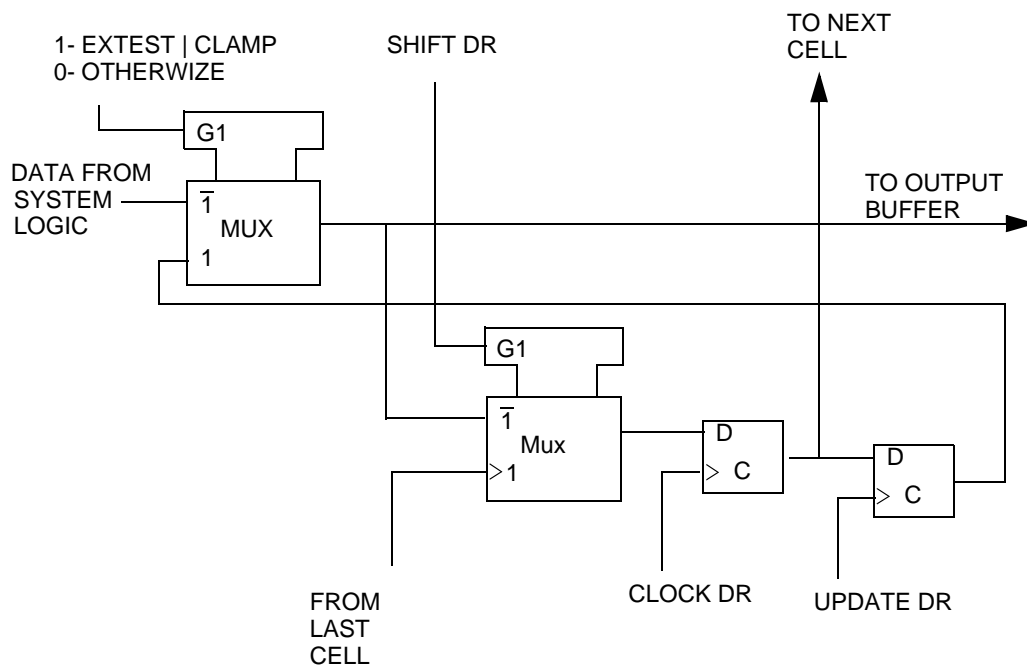 1- EXTEST | CLAMP
0- OTHERWIZE
SHIFT DR
TO NEXT
CELL
G1
DATA FROM
SYSTEM
LOGIC
1̅
MUX
1
TO OUTPUT
BUFFER
G1
1̅
Mux
1
D
C
D
C
FROM
LAST
CELL
CLOCK DR
UPDATE DR